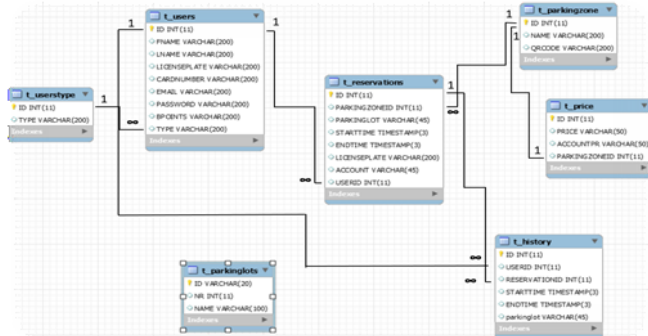 t_users
ID INT(11)
FNAME VARCHAR(200)
LNAME VARCHAR(200)
LICENSEPLATE VARCHAR(200)
CARDNUMBER VARCHAR(200)
EMAIL VARCHAR(200)
PASSWORD VARCHAR(200)
BPOINTS VARCHAR(200)
TYPE VARCHAR(200)
Indexes
t_userstype
ID INT(11)
TYPE VARCHAR(200)
Indexes
t_reservations
ID INT(11)
PARKINGZONEID INT(11)
PARKINGLOT VARCHAR(45)
STARTTIME TIMESTAMP(3)
ENDTIME TIMESTAMP(3)
LICENSEPLATE VARCHAR(200)
ACCOUNT VARCHAR(45)
USERID INT(11)
Indexes
t_parkingzone
ID INT(11)
NAME VARCHAR(200)
QRCODE VARCHAR(200)
Indexes
t_price
ID INT(11)
PRICE VARCHAR(50)
ACCOUNTPR VARCHAR(50)
PARKINGZONEID INT(11)
Indexes
t_parkinglots
ID VARCHAR(20)
NR INT(11)
NAME VARCHAR(100)
Indexes
t_history
ID INT(11)
USERID INT(11)
RESERVATIONID INT(11)
STARTTIME TIMESTAMP(3)
ENDTIME TIMESTAMP(3)
parkinglot VARCHAR(45)
Indexes
1
1
1
1
1
1
1
∞
∞
∞
∞
∞